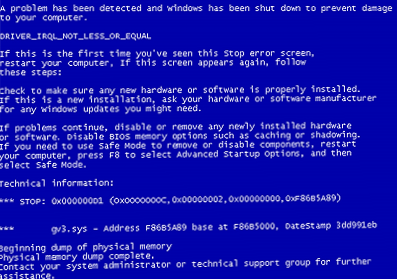 A problem has been detected and Windows has been shut down to prevent damage
to your computer.
DRIVER_IRQL_NOT_LESS_OR_EQUAL
If this is the first time you've seen this Stop error screen,
restart your computer, If this screen appears again, follow
these steps:
Check to make sure any new hardware or software is properly installed.
If this is a new installation, ask your hardware or software manufacturer
for any windows updates you might need.
If problems continue, disable or remove any newly installed hardware
or software. Disable BIOS memory options such as caching or shadowing.
If you need to use Safe Mode to remove or disable components, restart
your computer, press F8 to select Advanced Startup Options, and then
select Safe Mode.
Technical information:
*** STOP: 0x000000D1 (0x0000000C,0x00000002,0x00000000,0xF86B5A89)
*** gv3.sys - Address F86B5A89 base at F86B5000, DateStamp 3dd991eb
Beginning dump of physical memory
Physical memory dump complete.
Contact your system administrator or technical support group for further
assistance.